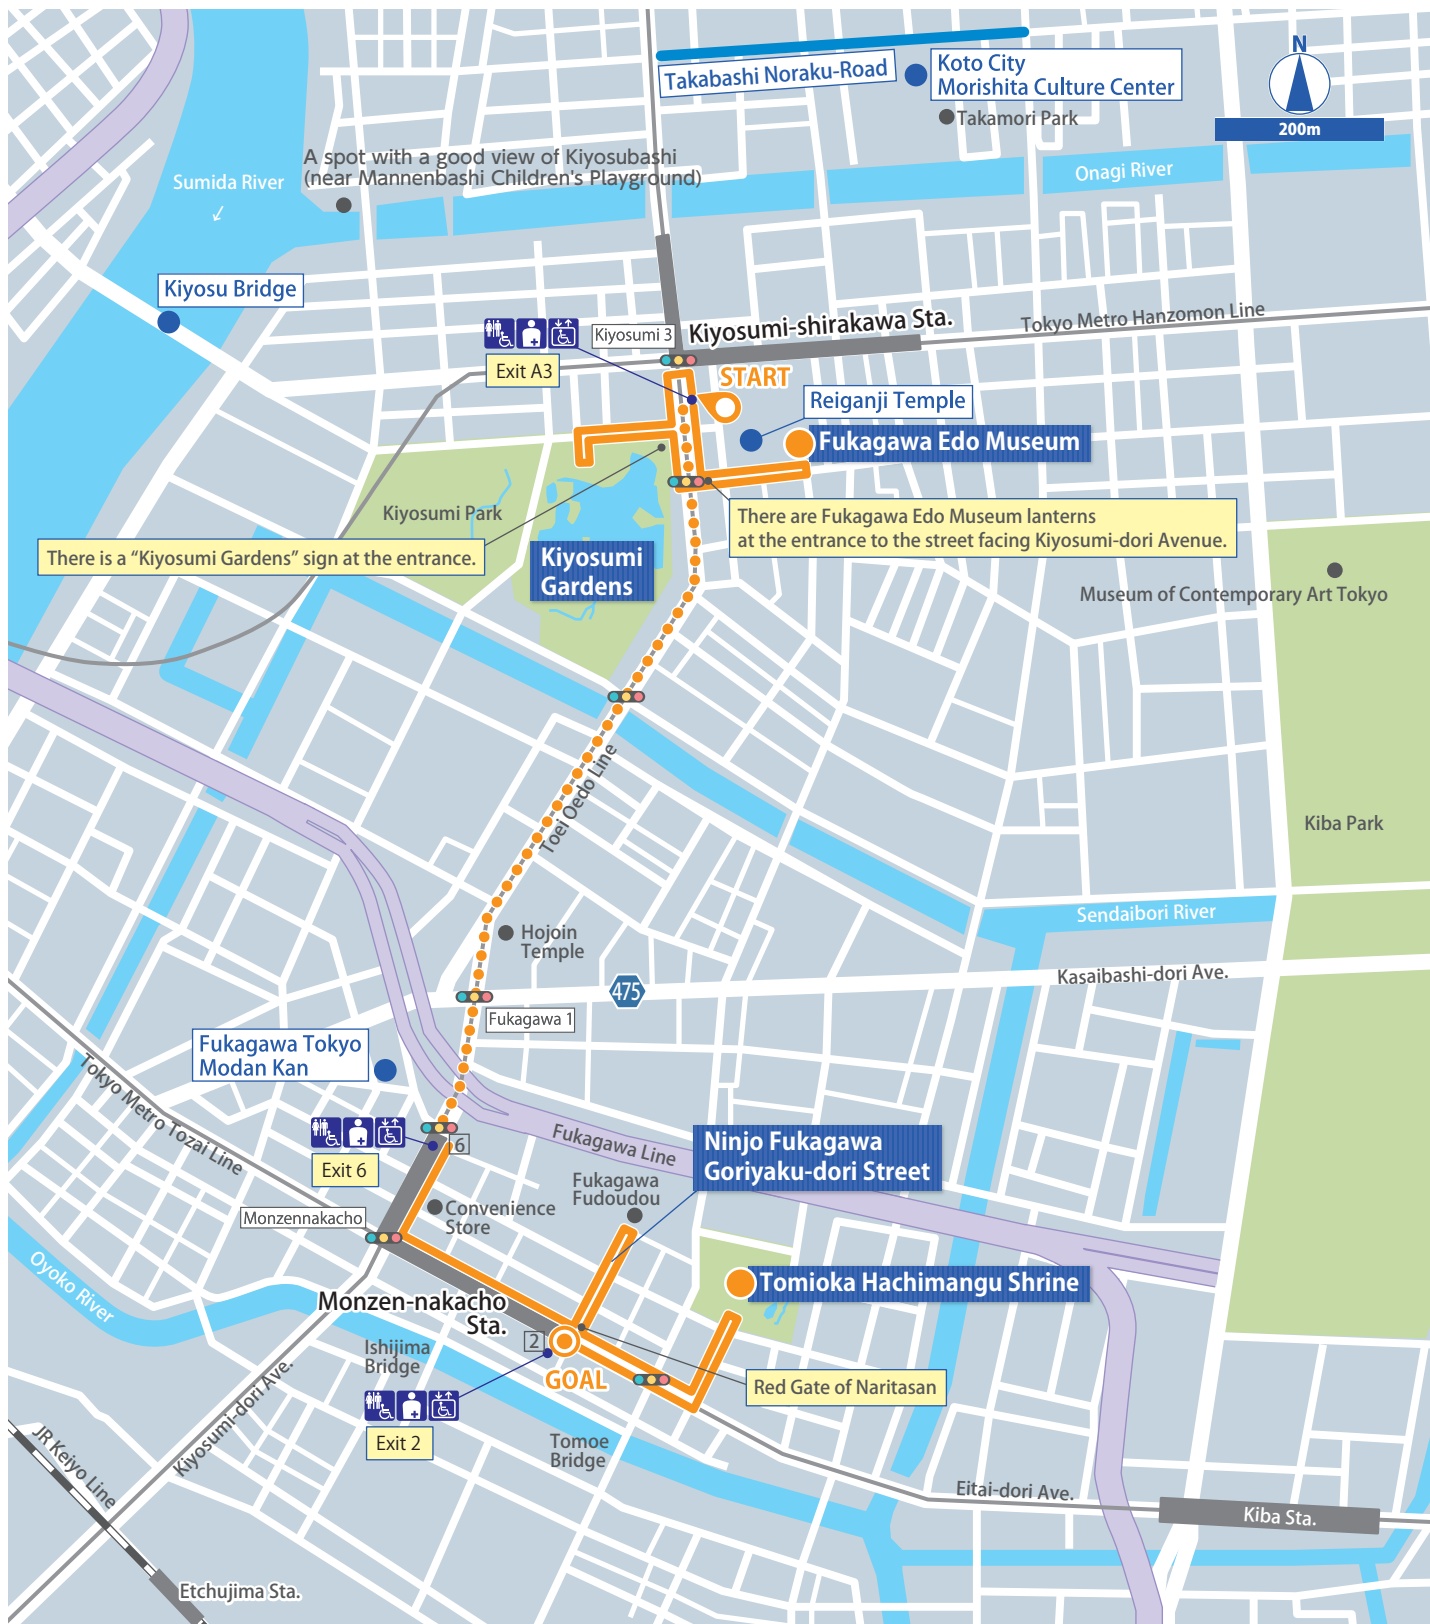 Takabashi Noraku-Road
Koto City
Morishita Culture Center
Takamori Park
N
200m
A spot with a good view of Kiyosubashi
(near Mannenbashi Children's Playground)
Sumida River
↙
Onagi River
Kiyosu Bridge
Kiyosumi 3
Kiyosumi-shirakawa Sta.
Tokyo Metro Hanzomon Line
Exit A3
START
Reiganji Temple
Fukagawa Edo Museum
Kiyosumi Park
There are Fukagawa Edo Museum lanterns
at the entrance to the street facing Kiyosumi-dori Avenue.
There is a “Kiyosumi Gardens” sign at the entrance.
Kiyosumi
Gardens
Museum of Contemporary Art Tokyo
Toei Oedo Line
Kiba Park
Sendaibori River
Hojoin
Temple
Kasaibashi-dori Ave.
475
Fukagawa 1
Fukagawa Tokyo
Modan Kan
Tokyo Metro Tozai Line
6
Exit 6
Fukagawa Line
Ninjo Fukagawa
Goriyaku-dori Street
Fukagawa
Fudoudou
Convenience
Store
Monzennakacho
Oyoko River
Tomioka Hachimangu Shrine
Monzen-nakacho
Sta.
2
Ishijima
Bridge
GOAL
Red Gate of Naritasan
Kiyosumi-dori Ave.
Exit 2
Tomoe
Bridge
JR Keiyo Line
Eitai-dori Ave.
Kiba Sta.
Etchujima Sta.